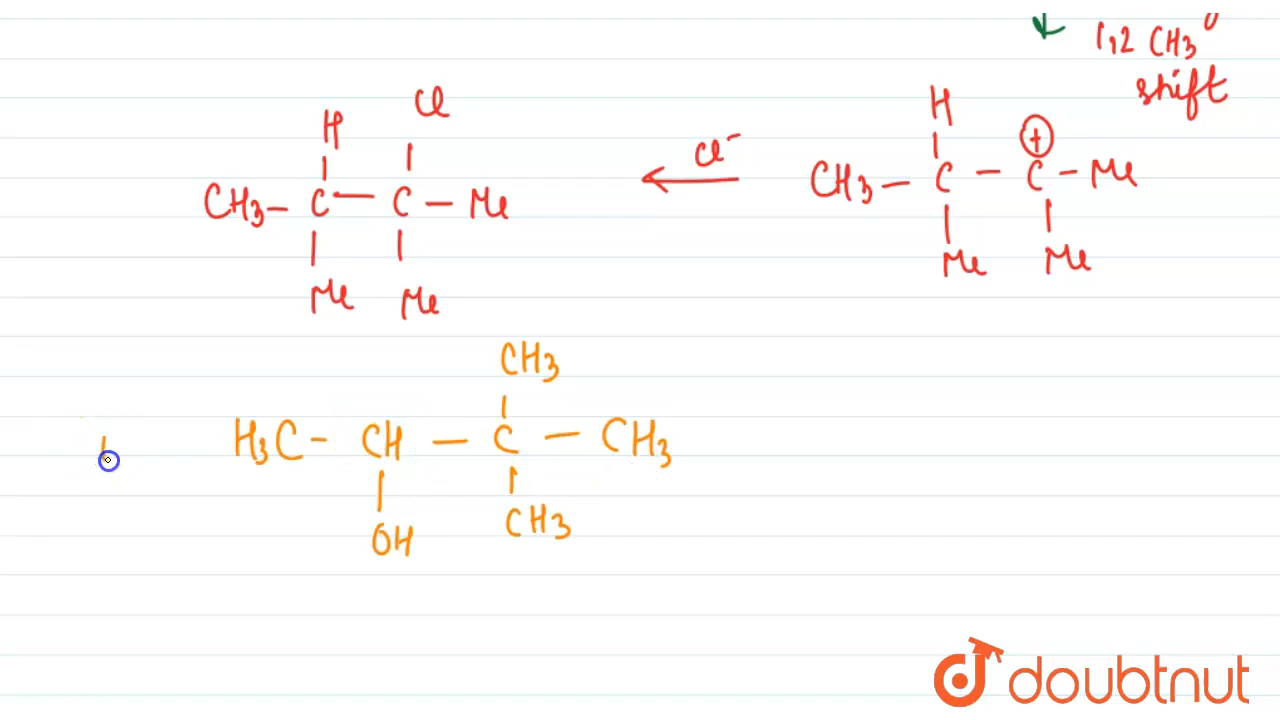 1,2 CH3
shift
H Cl
CH3 - C - C - Me
Me Me
Cl⁻
H +
CH3 - C - C - Me
Me Me
CH3
H3C - CH - C - CH3
OH CH3
doubtnut